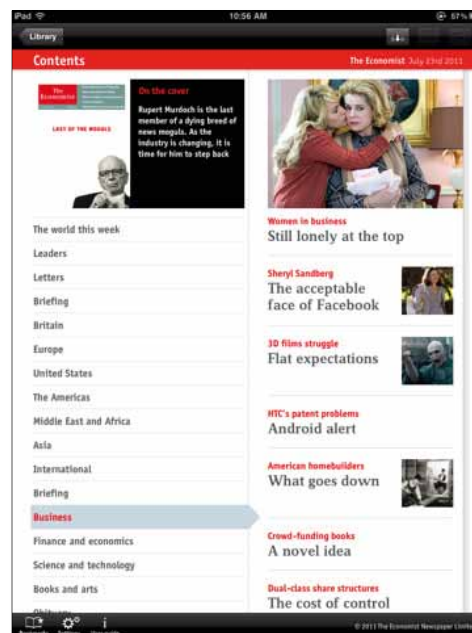 iPad
10:56 AM
67%
Library
Contents
The Economist July 23rd 2011
The
Economist
LAST OF THE MOGULS
On the cover
Rupert Murdoch is the last
member of a dying breed of
news moguls. As the
industry is changing, it is
time for him to step back
The world this week
Leaders
Letters
Briefing
Britain
Europe
United States
The Americas
Middle East and Africa
Asia
International
Briefing
Business
Finance and economics
Science and technology
Books and arts
Obituary
Women in business
Still lonely at the top
Sheryl Sandberg
The acceptable
face of Facebook
3D films struggle
Flat expectations
HTC's patent problems
Android alert
American homebuilders
What goes down
Crowd-funding books
A novel idea
Dual-class share structures
The cost of control
© 2011 The Economist Newspaper Limited